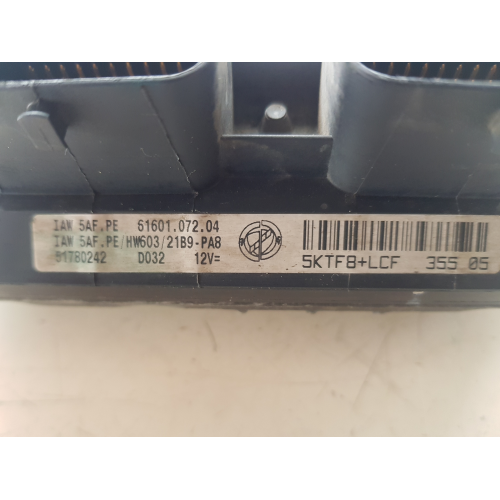 IAW 5AF.PE 61601.072.04
IAW 5AF.PE/HW603/21B9-PA8
51780242 D032 12V=
5KTF8+LCF 355 05